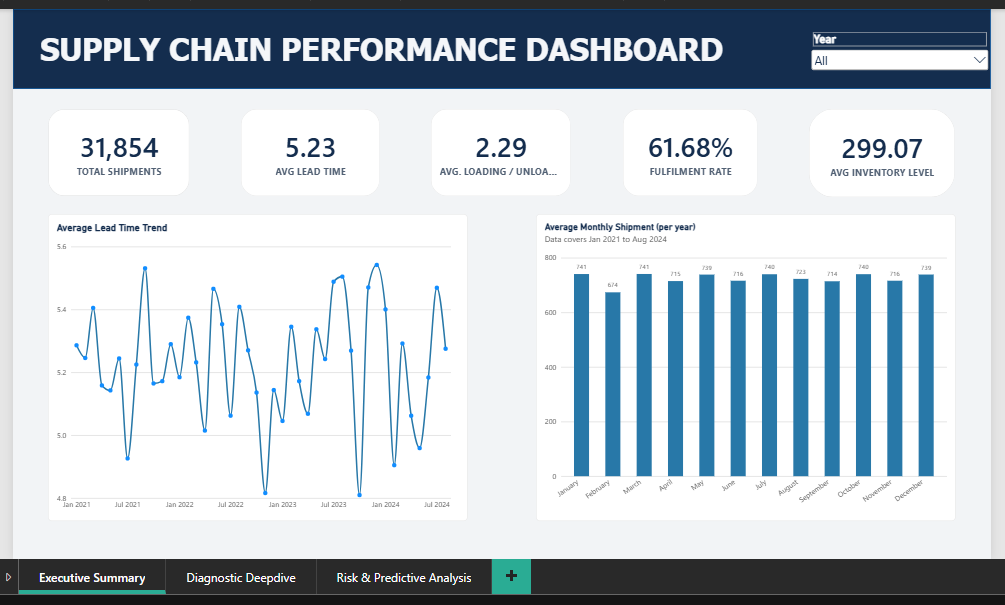 SUPPLY CHAIN PERFORMANCE DASHBOARD
Year
All
31,854
TOTAL SHIPMENTS
5.23
AVG LEAD TIME
2.29
AVG. LOADING / UNLOA...
61.68%
FULFILMENT RATE
299.07
AVG INVENTORY LEVEL
Average Lead Time Trend
5.6
5.4
5.2
5.0
4.8
Jan 2021 Jul 2021 Jan 2022 Jul 2022 Jan 2023 Jul 2023 Jan 2024 Jul 2024
Average Monthly Shipment (per year)
Data covers Jan 2021 to Aug 2024
800
600
400
200
0
741 674 741 715 739 716 740 723 714 740 716 739
January February March April May June July August September October November December
Executive Summary Diagnostic Deepdive Risk & Predictive Analysis +